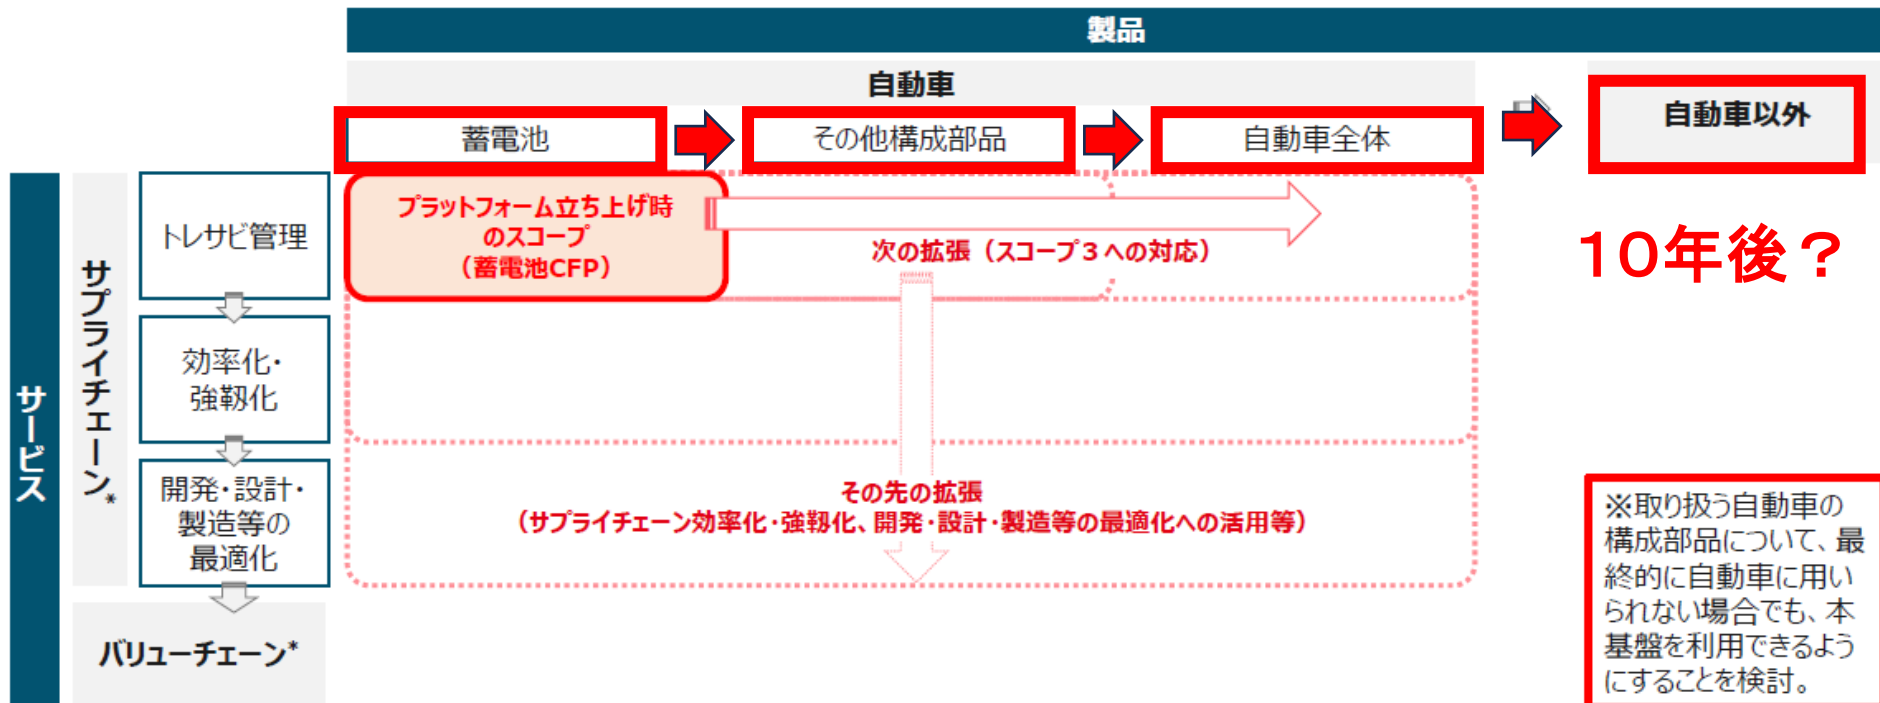 製品
自動車
自動車以外
蓄電池
その他構成部品
自動車全体
サービス
サプライチェーン*
トレサビ管理
プラットフォーム立ち上げ時
のスコープ
（蓄電池CFP）
次の拡張（スコープ３への対応）
１０年後？
効率化・
強靱化
開発・設計・
製造等の
最適化
その先の拡張
（サプライチェーン効率化・強靱化、開発・設計・製造等の最適化への活用等）
バリューチェーン*
※取り扱う自動車の
構成部品について、最
終的に自動車に用い
られない場合でも、本
基盤を利用できるよう
にすることを検討。